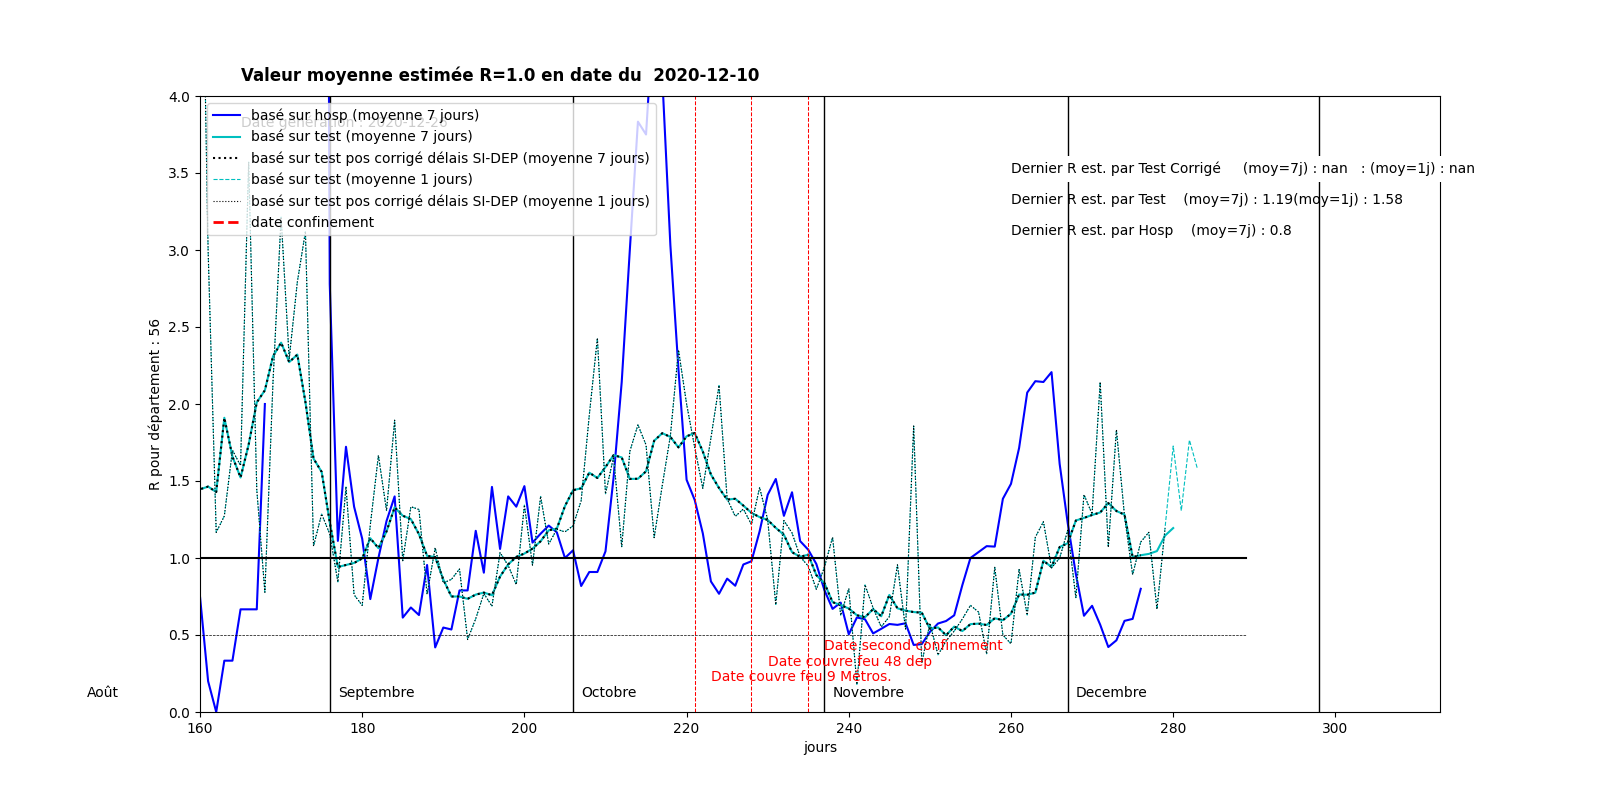 Valeur moyenne estimée R=1.0 en date du  2020-12-10
Date génération : 2020-12-20
basé sur hosp (moyenne 7 jours)
basé sur test (moyenne 7 jours)
basé sur test pos corrigé délais SI-DEP (moyenne 7 jours)
basé sur test (moyenne 1 jours)
basé sur test pos corrigé délais SI-DEP (moyenne 1 jours)
date confinement
Dernier R est. par Test Corrigé (moy=7j) : nan : (moy=1j) : nan
Dernier R est. par Test (moy=7j) : 1.19(moy=1j) : 1.58
Dernier R est. par Hosp (moy=7j) : 0.8
R pour département : 56
4.0
3.5
3.0
2.5
2.0
1.5
1.0
0.5
0.0
Date second confinement
Date couvre feu 48 dep
Date couvre feu 9 Métros.
Août Septembre Octobre Novembre Decembre
160 180 200 220 240 260 280 300
jours